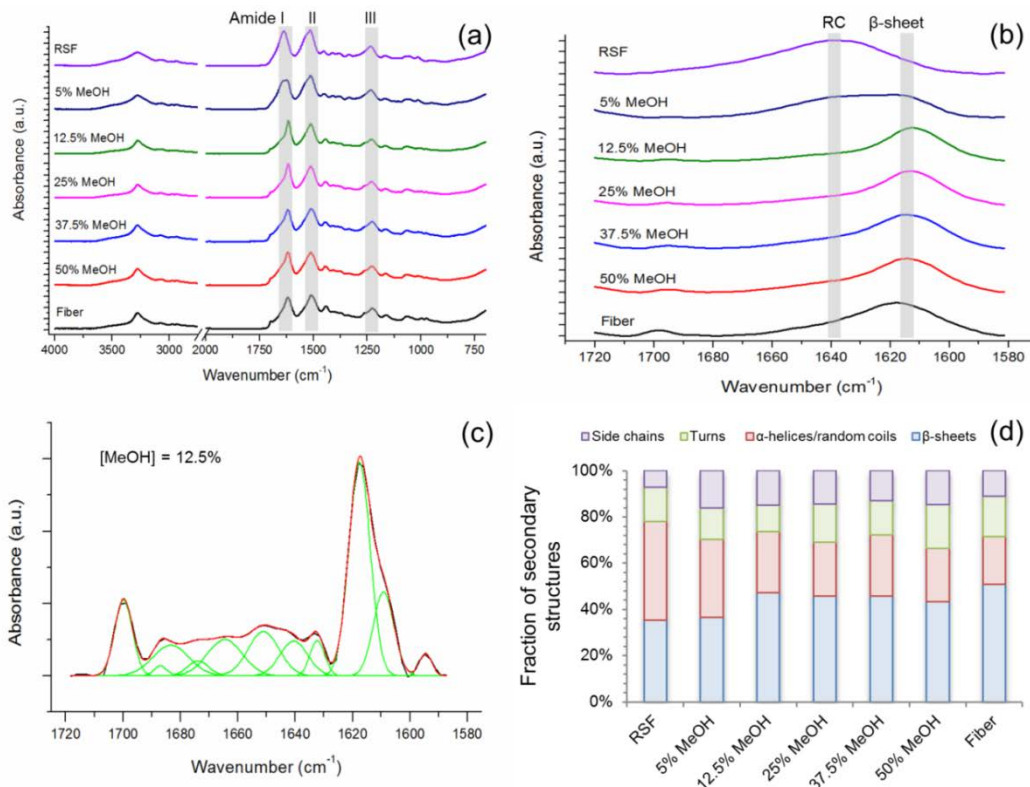 Amide I II III
(a)
RSF
5% MeOH
12.5% MeOH
25% MeOH
37.5% MeOH
50% MeOH
Fiber
Absorbance (a.u.)
4000 3500 3000 2000 1750 1500 1250 1000 750
Wavenumber (cm-1)
RC β-sheet
(b)
RSF
5% MeOH
12.5% MeOH
25% MeOH
37.5% MeOH
50% MeOH
Fiber
Absorbance (a.u.)
1720 1700 1680 1660 1640 1620 1600 1580
Wavenumber (cm-1)
(c)
[MeOH] = 12.5%
Absorbance (a.u.)
1720 1700 1680 1660 1640 1620 1600 1580
Wavenumber (cm-1)
(d)
Side chains Turns α-helices/random coils β-sheets
100%
80%
60%
40%
20%
0%
Fraction of secondary
structures
RSF
5% MeOH
12.5% MeOH
25% MeOH
37.5% MeOH
50% MeOH
Fiber